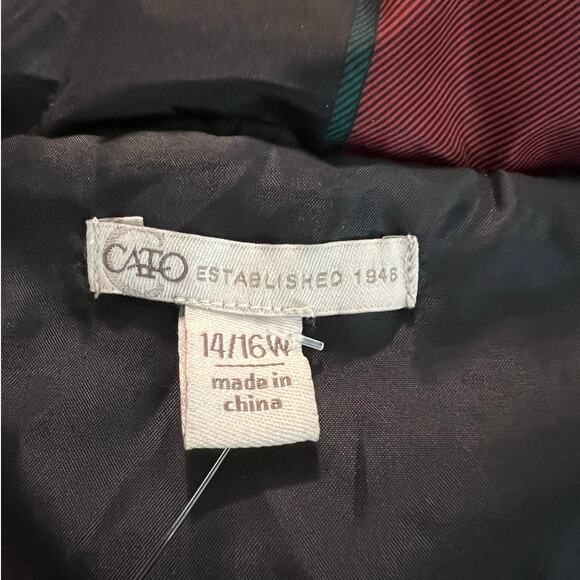 CATO ESTABLISHED 1946
14/16W
made in
china